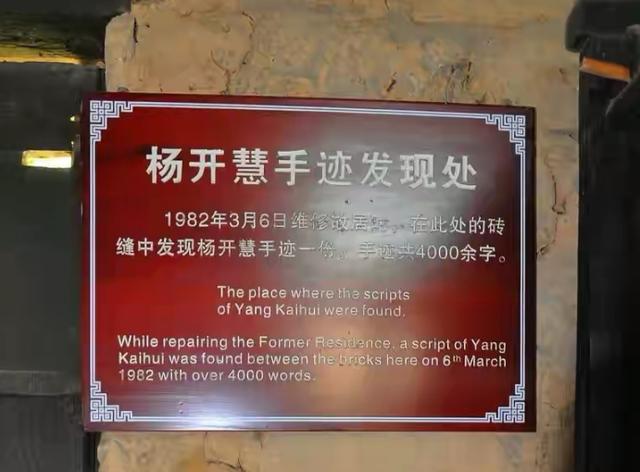 杨开慧手迹发现处
1982年3月6日维修故居时，在此处的砖
缝中发现杨开慧手迹一份。手迹共4000余字。
The place where the scripts
of Yang Kaihui were found.
While repairing the Former Residence, a script of Yang
Kaihui was found between the bricks here on 6th March
1982 with over 4000 words.